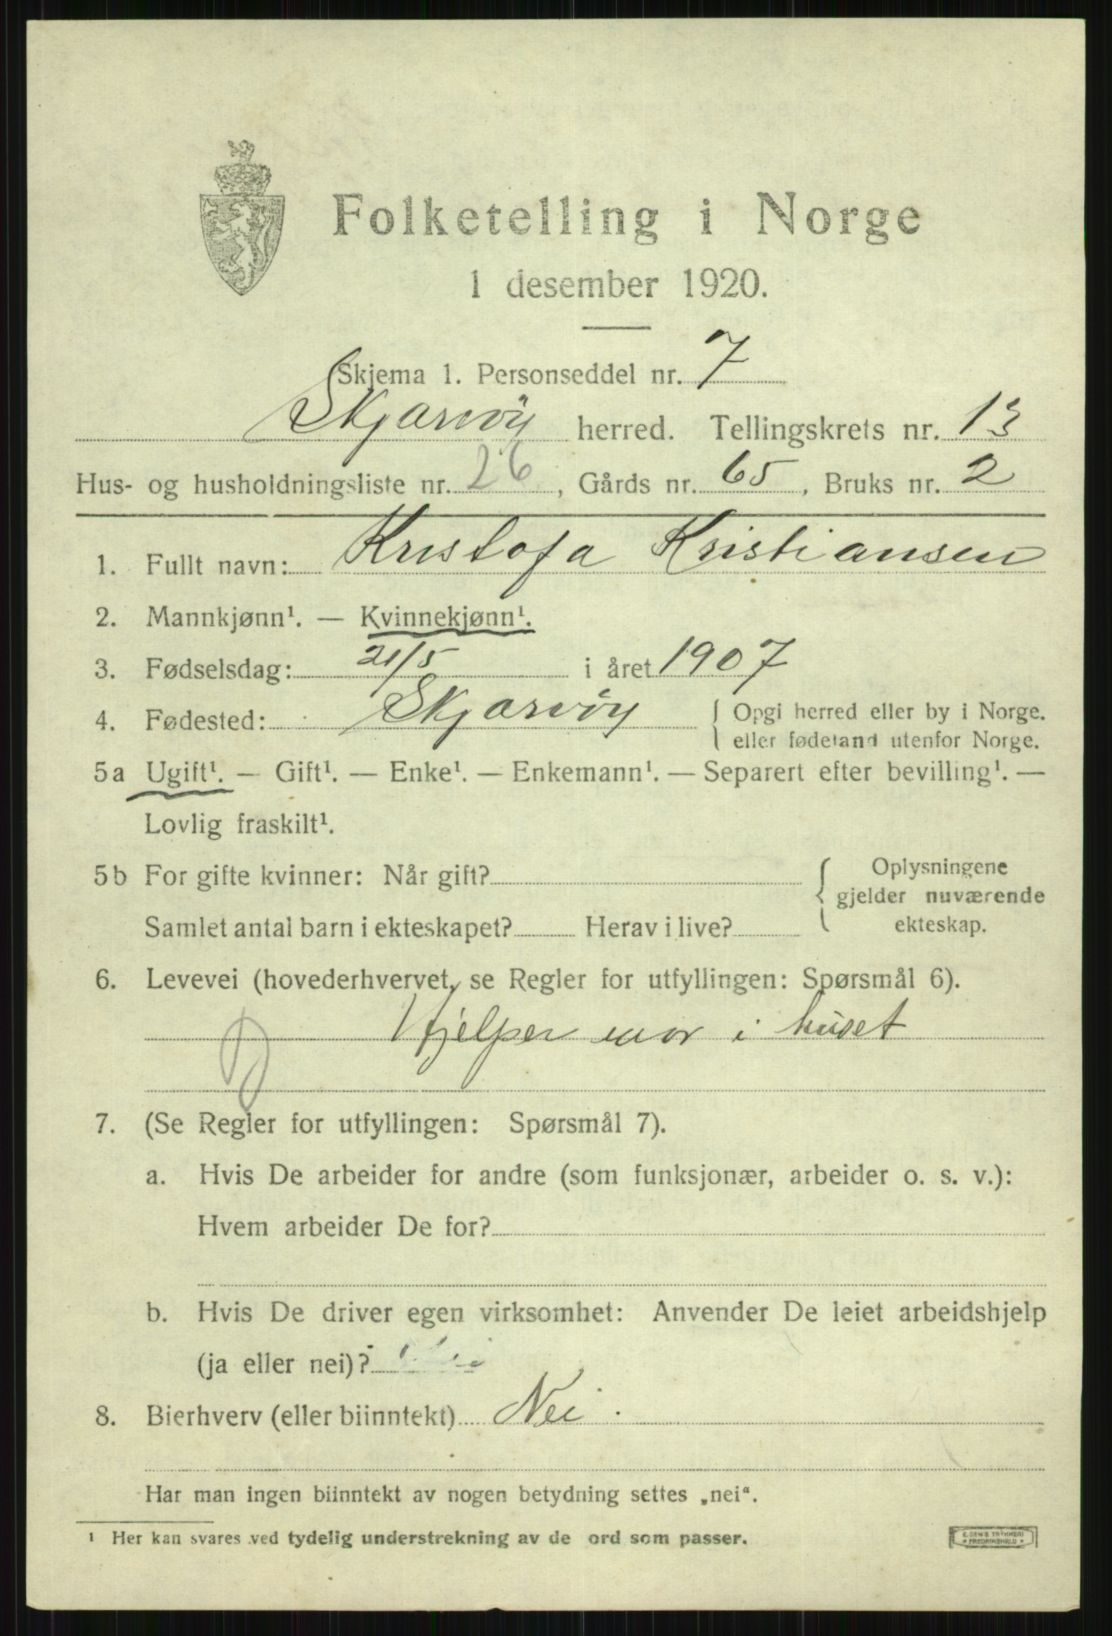 Folketelling i Norge
1 desember 1920.
Skjema 1. Personseddel nr. 7
Skjærvöy herred. Tellingskrets nr. 13
Hus- og husholdningsliste nr. 26, Gårds nr. 65, Bruks nr. 2
1. Fullt navn: Kristofa Kristiansen
2. Mannkjønn¹. — Kvinnekjønn¹.
3. Fødselsdag: 21/5 i året 1907
4. Fødested: Skjærvöy { Opgi herred eller by i Norge.
eller fødeland utenfor Norge.
5a Ugift¹. — Gift¹. — Enke¹. — Enkemann¹. — Separert efter bevilling¹. —
Lovlig fraskilt¹.
5b For gifte kvinner: Når gift? { Oplysningene
gjelder nuværende
Samlet antal barn i ekteskapet? Herav i live? ekteskap.
6. Levevei (hovederhvervet, se Regler for utfyllingen: Spørsmål 6).
Hjelper mor i huset
7. (Se Regler for utfyllingen: Spørsmål 7).
a. Hvis De arbeider for andre (som funksjonær, arbeider o. s. v.):
Hvem arbeider De for?
b. Hvis De driver egen virksomhet: Anvender De leiet arbeidshjelp
(ja eller nei)?
8. Bierhverv (eller biinntekt) Nei.
Har man ingen biinntekt av nogen betydning settes „nei“.
¹ Her kan svares ved tydelig understrekning av de ord som passer.